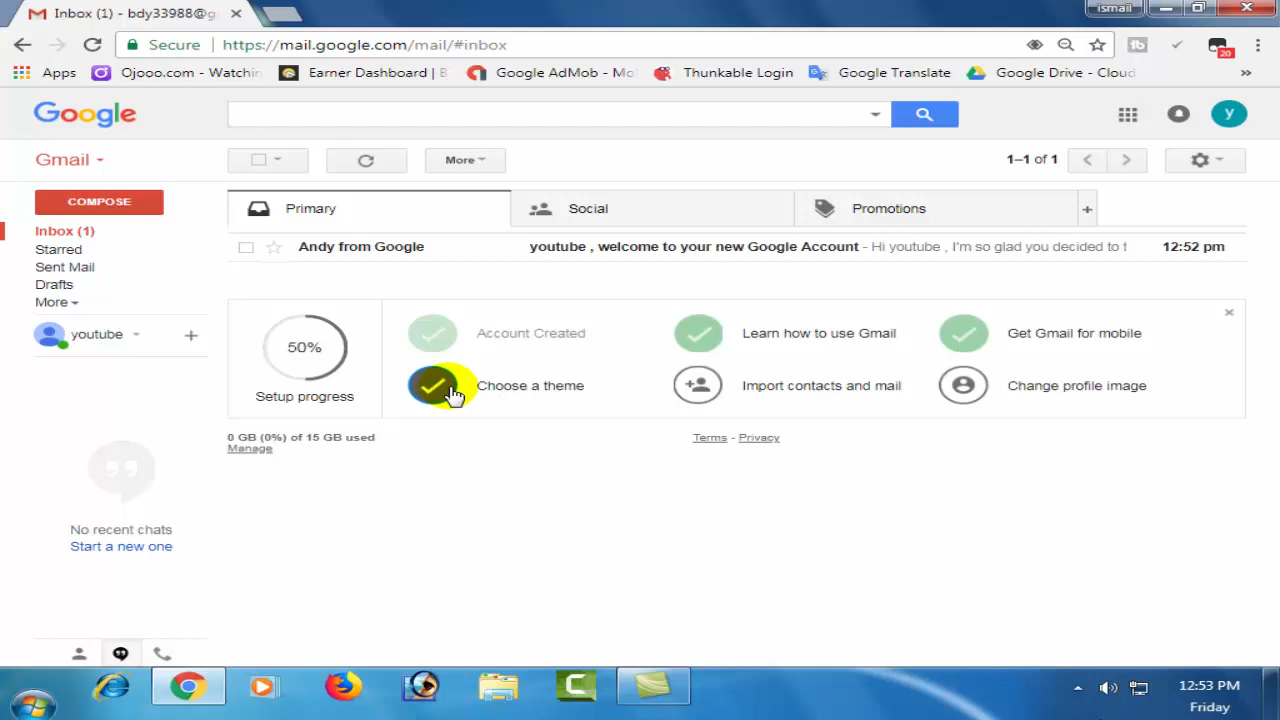 Inbox (1) - bdy33988@g
ismail
Secure https://mail.google.com/mail/#inbox
20
Apps Ojooo.com - Watchin Earner Dashboard | B Google AdMob - Mo Thunkable Login Google Translate Google Drive - Cloud »
Google
y
Gmail
More
1–1 of 1
COMPOSE
Primary
Social
Promotions
+
Inbox (1)
Andy from Google youtube , welcome to your new Google Account - Hi youtube , I'm so glad you decided to t 12:52 pm
Starred
Sent Mail
Drafts
More
youtube
+
50%
Setup progress
Account Created
Learn how to use Gmail
Get Gmail for mobile
Choose a theme
Import contacts and mail
Change profile image
0 GB (0%) of 15 GB used
Manage
Terms - Privacy
No recent chats
Start a new one
12:53 PM
Friday